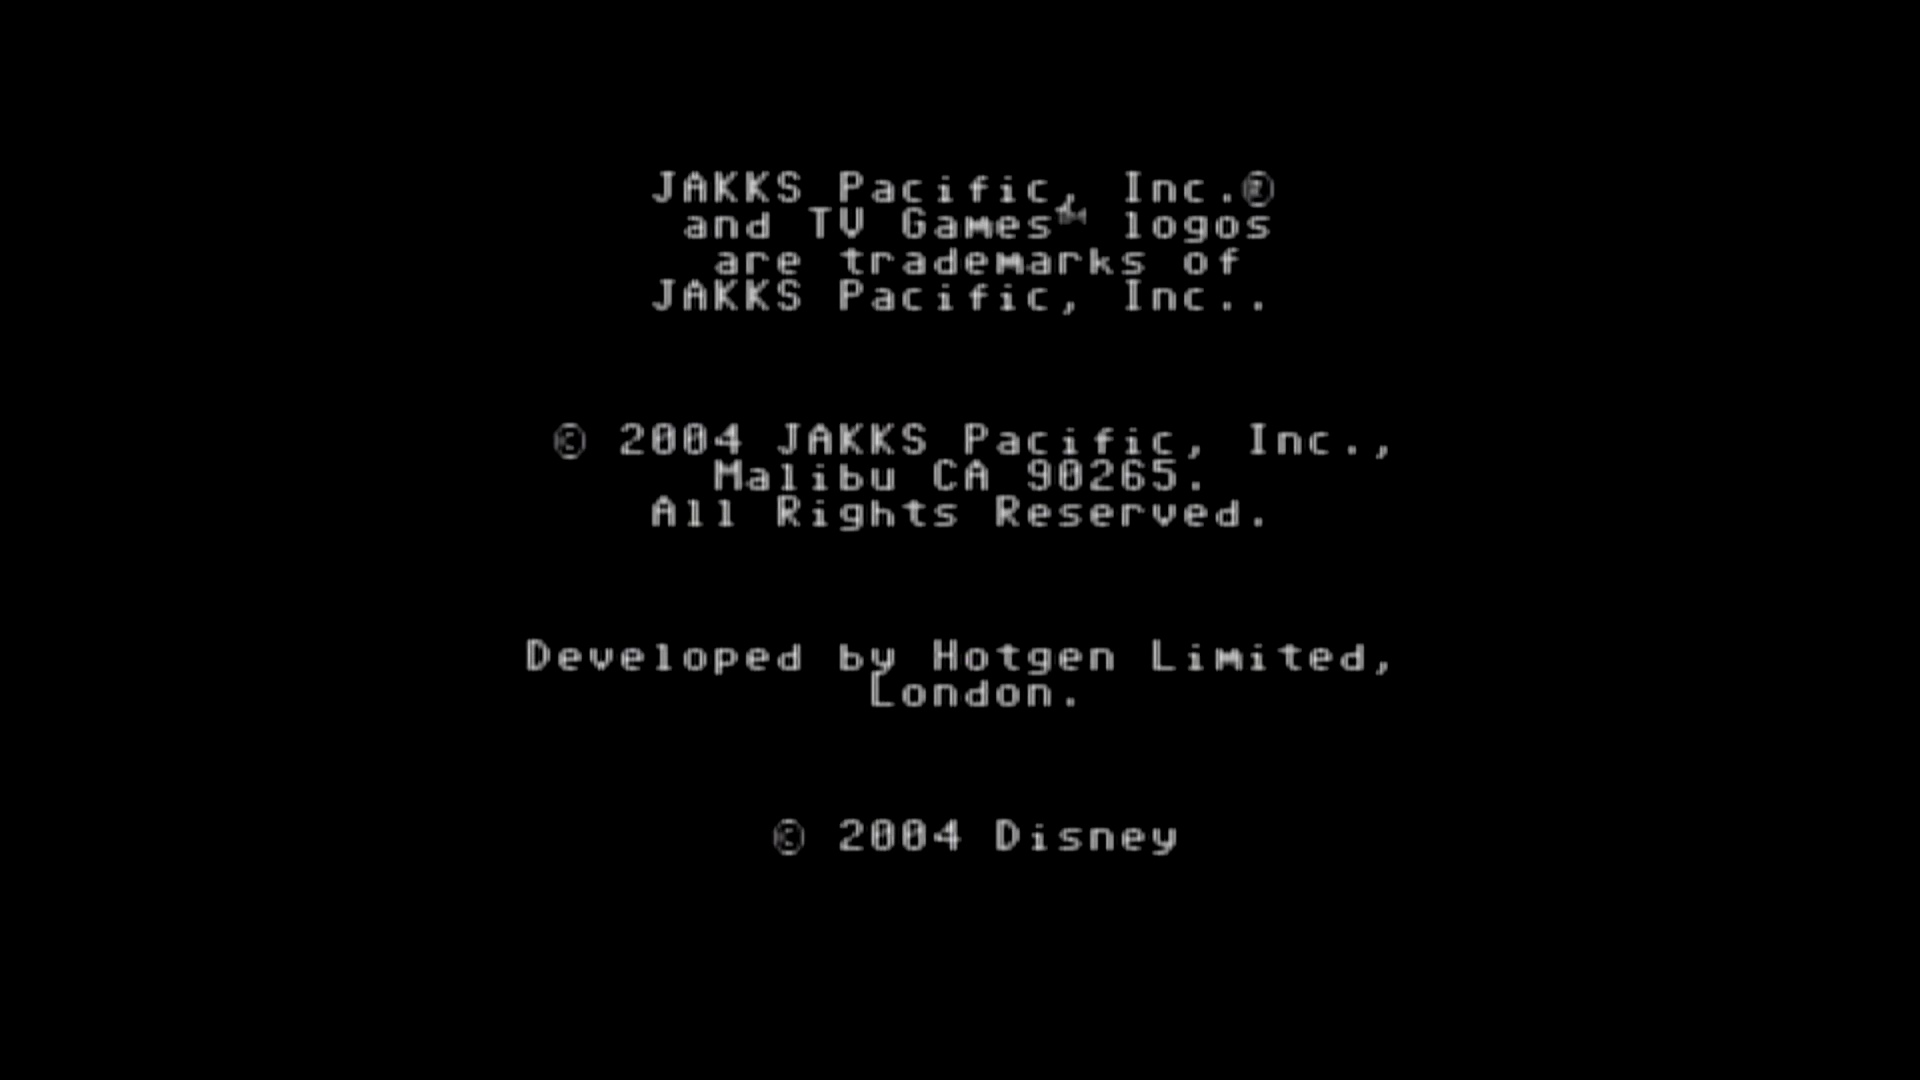 JAKKS Pacific, Inc.®
and TV Games™ logos
are trademarks of
JAKKS Pacific, Inc..
© 2004 JAKKS Pacific, Inc.,
Malibu CA 90265.
All Rights Reserved.
Developed by Hotgen Limited,
London.
© 2004 Disney